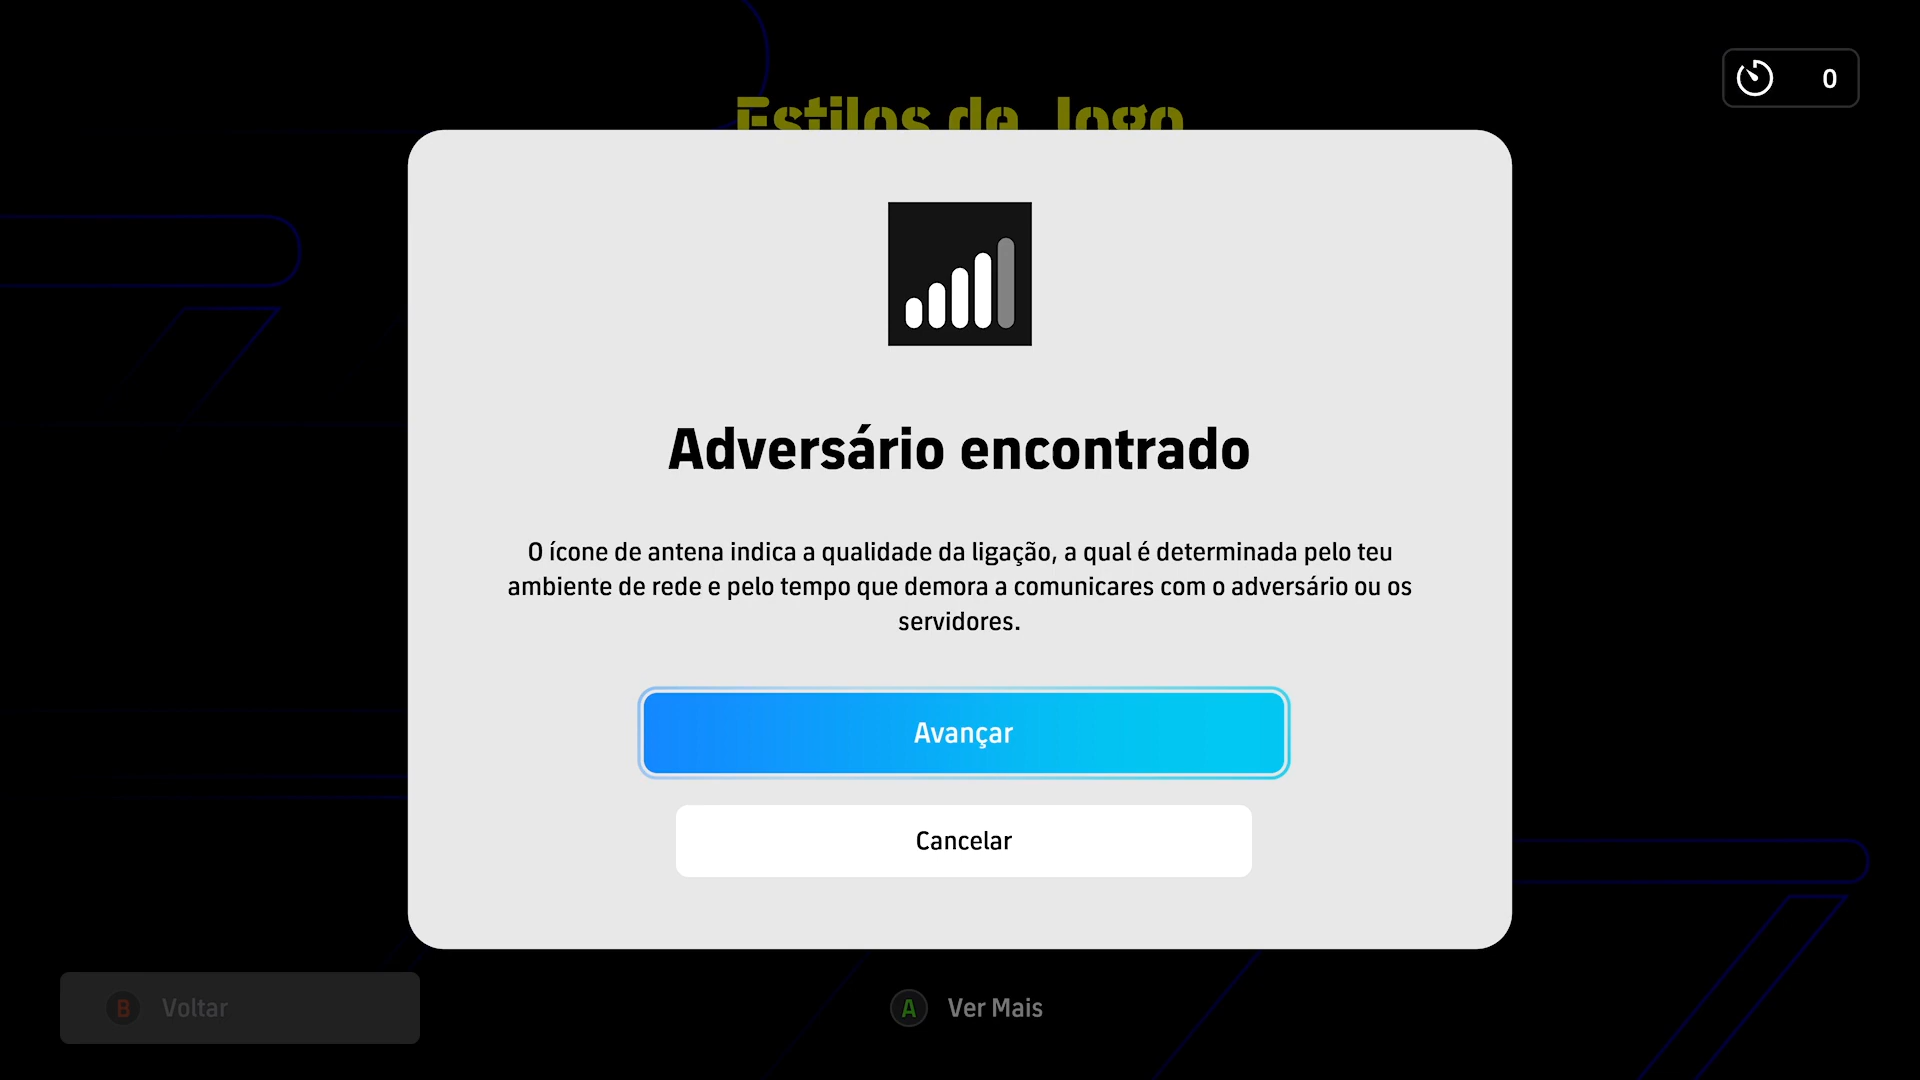 0
Estilos de Jogo
Adversário encontrado
O ícone de antena indica a qualidade da ligação, a qual é determinada pelo teu
ambiente de rede e pelo tempo que demora a comunicares com o adversário ou os
servidores.
Avançar
Cancelar
B Voltar
A Ver Mais